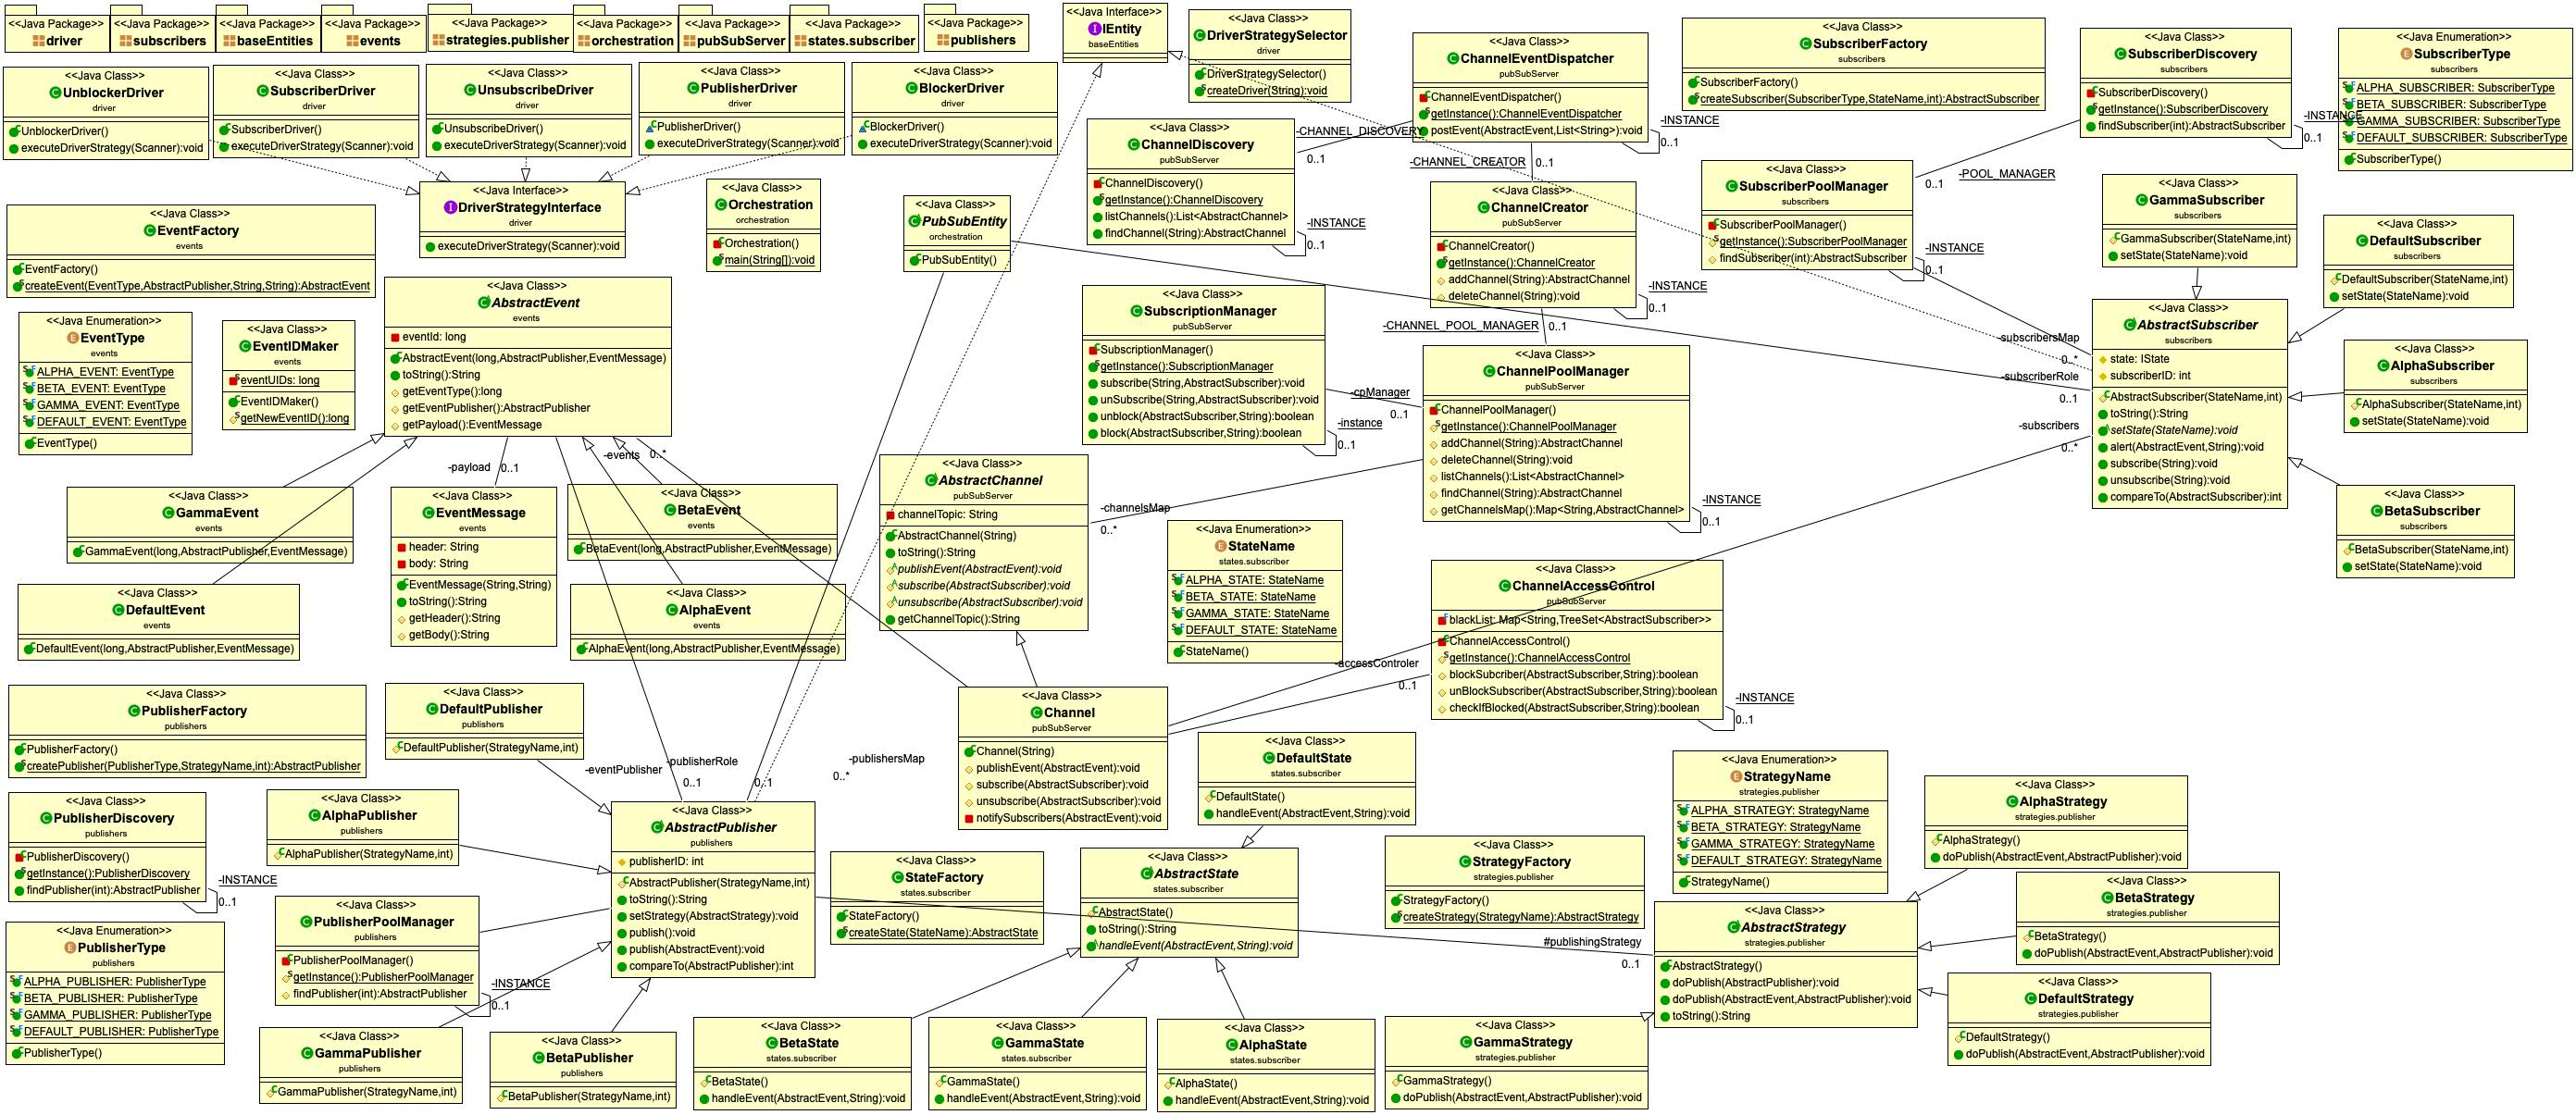 <<Java Package>>
driver
<<Java Package>>
subscribers
<<Java Package>>
baseEntities
<<Java Package>>
events
<<Java Package>>
strategies.publisher
<<Java Package>>
orchestration
<<Java Package>>
pubSubServer
<<Java Package>>
states.subscriber
<<Java Package>>
publishers
<<Java Interface>>
IEntity
baseEntities
<<Java Class>>
DriverStrategySelector
driver
DriverStrategySelector()
createDriver(String):void
<<Java Class>>
ChannelEventDispatcher
pubSubServer
ChannelEventDispatcher()
getInstance():ChannelEventDispatcher
postEvent(AbstractEvent,List<String>):void
-INSTANCE
0..1
<<Java Class>>
SubscriberFactory
subscribers
SubscriberFactory()
createSubscriber(SubscriberType,StateName,int):AbstractSubscriber
<<Java Class>>
SubscriberDiscovery
subscribers
SubscriberDiscovery()
getInstance():SubscriberDiscovery
findSubscriber(int):AbstractSubscriber
-INSTANCE
0..1
<<Java Enumeration>>
SubscriberType
subscribers
ALPHA_SUBSCRIBER: SubscriberType
BETA_SUBSCRIBER: SubscriberType
GAMMA_SUBSCRIBER: SubscriberType
DEFAULT_SUBSCRIBER: SubscriberType
SubscriberType()
<<Java Class>>
UnblockerDriver
driver
UnblockerDriver()
executeDriverStrategy(Scanner):void
<<Java Class>>
SubscriberDriver
driver
SubscriberDriver()
executeDriverStrategy(Scanner):void
<<Java Class>>
UnsubscribeDriver
driver
UnsubscribeDriver()
executeDriverStrategy(Scanner):void
<<Java Class>>
PublisherDriver
driver
PublisherDriver()
executeDriverStrategy(Scanner):void
<<Java Class>>
BlockerDriver
driver
BlockerDriver()
executeDriverStrategy(Scanner):void
<<Java Class>>
ChannelDiscovery
pubSubServer
ChannelDiscovery()
getInstance():ChannelDiscovery
listChannels():List<AbstractChannel>
findChannel(String):AbstractChannel
-CHANNEL_DISCOVERY
0..1
-INSTANCE
0..1
-CHANNEL_CREATOR
0..1
<<Java Class>>
ChannelCreator
pubSubServer
ChannelCreator()
getInstance():ChannelCreator
addChannel(String):AbstractChannel
deleteChannel(String):void
-INSTANCE
0..1
<<Java Class>>
SubscriberPoolManager
subscribers
SubscriberPoolManager()
getInstance():SubscriberPoolManager
findSubscriber(int):AbstractSubscriber
-POOL_MANAGER
0..1
-INSTANCE
0..1
<<Java Class>>
GammaSubscriber
subscribers
GammaSubscriber(StateName,int)
setState(StateName):void
<<Java Class>>
DefaultSubscriber
subscribers
DefaultSubscriber(StateName,int)
setState(StateName):void
<<Java Interface>>
DriverStrategyInterface
driver
executeDriverStrategy(Scanner):void
<<Java Class>>
Orchestration
orchestration
Orchestration()
main(String[]):void
<<Java Class>>
PubSubEntity
orchestration
PubSubEntity()
<<Java Class>>
EventFactory
events
EventFactory()
createEvent(EventType,AbstractPublisher,String,String):AbstractEvent
<<Java Enumeration>>
EventType
events
ALPHA_EVENT: EventType
BETA_EVENT: EventType
GAMMA_EVENT: EventType
DEFAULT_EVENT: EventType
EventType()
<<Java Class>>
EventIDMaker
events
eventUIDs: long
EventIDMaker()
getNewEventID():long
<<Java Class>>
AbstractEvent
events
eventId: long
AbstractEvent(long,AbstractPublisher,EventMessage)
toString():String
getEventType():long
getEventPublisher():AbstractPublisher
getPayload():EventMessage
<<Java Class>>
SubscriptionManager
pubSubServer
SubscriptionManager()
getInstance():SubscriptionManager
subscribe(String,AbstractSubscriber):void
unSubscribe(String,AbstractSubscriber):void
unblock(AbstractSubscriber,String):boolean
block(AbstractSubscriber,String):boolean
-CHANNEL_POOL_MANAGER
0..1
-cpManager
0..1
-instance
0..1
<<Java Class>>
ChannelPoolManager
pubSubServer
ChannelPoolManager()
getInstance():ChannelPoolManager
addChannel(String):AbstractChannel
deleteChannel(String):void
listChannels():List<AbstractChannel>
findChannel(String):AbstractChannel
getChannelsMap():Map<String,AbstractChannel>
-INSTANCE
0..1
-subscribersMap
0..*
-subscriberRole
0..1
-subscribers
0..*
<<Java Class>>
AbstractSubscriber
subscribers
state: IState
subscriberID: int
AbstractSubscriber(StateName,int)
toString():String
setState(StateName):void
alert(AbstractEvent,String):void
subscribe(String):void
unsubscribe(String):void
compareTo(AbstractSubscriber):int
<<Java Class>>
AlphaSubscriber
subscribers
AlphaSubscriber(StateName,int)
setState(StateName):void
<<Java Class>>
BetaSubscriber
subscribers
BetaSubscriber(StateName,int)
setState(StateName):void
-payload
0..1
-events
0..*
<<Java Class>>
GammaEvent
events
GammaEvent(long,AbstractPublisher,EventMessage)
<<Java Class>>
EventMessage
events
header: String
body: String
EventMessage(String,String)
toString():String
getHeader():String
getBody():String
<<Java Class>>
BetaEvent
events
BetaEvent(long,AbstractPublisher,EventMessage)
<<Java Class>>
DefaultEvent
events
DefaultEvent(long,AbstractPublisher,EventMessage)
<<Java Class>>
AlphaEvent
events
AlphaEvent(long,AbstractPublisher,EventMessage)
<<Java Class>>
AbstractChannel
pubSubServer
channelTopic: String
AbstractChannel(String)
toString():String
publishEvent(AbstractEvent):void
subscribe(AbstractSubscriber):void
unsubscribe(AbstractSubscriber):void
getChannelTopic():String
-channelsMap
0..*
<<Java Enumeration>>
StateName
states.subscriber
ALPHA_STATE: StateName
BETA_STATE: StateName
GAMMA_STATE: StateName
DEFAULT_STATE: StateName
StateName()
<<Java Class>>
ChannelAccessControl
pubSubServer
blackList: Map<String,TreeSet<AbstractSubscriber>>
ChannelAccessControl()
getInstance():ChannelAccessControl
blockSubcriber(AbstractSubscriber,String):boolean
unBlockSubscriber(AbstractSubscriber,String):boolean
checkIfBlocked(AbstractSubscriber,String):boolean
-accessControler
0..1
-INSTANCE
0..1
<<Java Class>>
Channel
pubSubServer
Channel(String)
publishEvent(AbstractEvent):void
subscribe(AbstractSubscriber):void
unsubscribe(AbstractSubscriber):void
notifySubscribers(AbstractEvent):void
<<Java Class>>
PublisherFactory
publishers
PublisherFactory()
createPublisher(PublisherType,StrategyName,int):AbstractPublisher
<<Java Class>>
DefaultPublisher
publishers
DefaultPublisher(StrategyName,int)
-eventPublisher
-publisherRole
0..1
0..1
-publishersMap
0..*
<<Java Class>>
PublisherDiscovery
publishers
PublisherDiscovery()
getInstance():PublisherDiscovery
findPublisher(int):AbstractPublisher
-INSTANCE
0..1
<<Java Class>>
AlphaPublisher
publishers
AlphaPublisher(StrategyName,int)
<<Java Class>>
AbstractPublisher
publishers
publisherID: int
AbstractPublisher(StrategyName,int)
toString():String
setStrategy(AbstractStrategy):void
publish():void
publish(AbstractEvent):void
compareTo(AbstractPublisher):int
<<Java Class>>
PublisherPoolManager
publishers
PublisherPoolManager()
getInstance():PublisherPoolManager
findPublisher(int):AbstractPublisher
-INSTANCE
0..1
<<Java Enumeration>>
PublisherType
publishers
ALPHA_PUBLISHER: PublisherType
BETA_PUBLISHER: PublisherType
GAMMA_PUBLISHER: PublisherType
DEFAULT_PUBLISHER: PublisherType
PublisherType()
<<Java Class>>
GammaPublisher
publishers
GammaPublisher(StrategyName,int)
<<Java Class>>
BetaPublisher
publishers
BetaPublisher(StrategyName,int)
<<Java Class>>
DefaultState
states.subscriber
DefaultState()
handleEvent(AbstractEvent,String):void
<<Java Class>>
StateFactory
states.subscriber
StateFactory()
createState(StateName):AbstractState
<<Java Class>>
AbstractState
states.subscriber
AbstractState()
toString():String
handleEvent(AbstractEvent,String):void
<<Java Class>>
BetaState
states.subscriber
BetaState()
handleEvent(AbstractEvent,String):void
<<Java Class>>
GammaState
states.subscriber
GammaState()
handleEvent(AbstractEvent,String):void
<<Java Class>>
AlphaState
states.subscriber
AlphaState()
handleEvent(AbstractEvent,String):void
<<Java Class>>
StrategyFactory
strategies.publisher
StrategyFactory()
createStrategy(StrategyName):AbstractStrategy
#publishingStrategy
0..1
<<Java Enumeration>>
StrategyName
strategies.publisher
ALPHA_STRATEGY: StrategyName
BETA_STRATEGY: StrategyName
GAMMA_STRATEGY: StrategyName
DEFAULT_STRATEGY: StrategyName
StrategyName()
<<Java Class>>
AlphaStrategy
strategies.publisher
AlphaStrategy()
doPublish(AbstractEvent,AbstractPublisher):void
<<Java Class>>
BetaStrategy
strategies.publisher
BetaStrategy()
doPublish(AbstractEvent,AbstractPublisher):void
<<Java Class>>
AbstractStrategy
strategies.publisher
AbstractStrategy()
doPublish(AbstractPublisher):void
doPublish(AbstractEvent,AbstractPublisher):void
toString():String
<<Java Class>>
DefaultStrategy
strategies.publisher
DefaultStrategy()
doPublish(AbstractEvent,AbstractPublisher):void
<<Java Class>>
GammaStrategy
strategies.publisher
GammaStrategy()
doPublish(AbstractEvent,AbstractPublisher):void